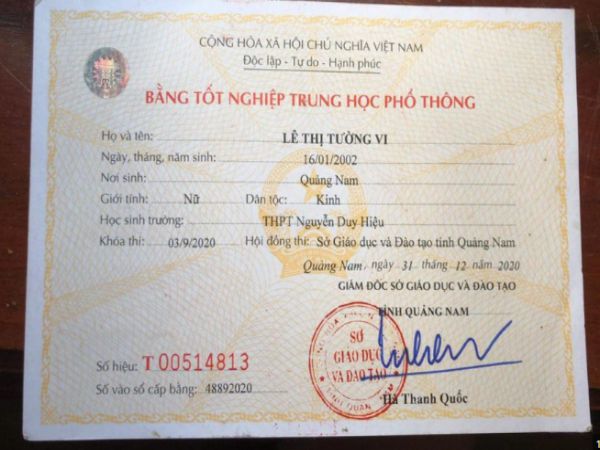 CỘNG HÒA XÃ HỘI CHỦ NGHĨA VIỆT NAM
Độc lập - Tự do - Hạnh phúc
BẰNG TỐT NGHIỆP TRUNG HỌC PHỔ THÔNG
Họ và tên: LÊ THỊ TƯỜNG VI
Ngày, tháng, năm sinh: 16/01/2002
Nơi sinh: Quảng Nam
Giới tính: Nữ Dân tộc: Kinh
Học sinh trường: THPT Nguyễn Duy Hiệu
Khóa thi: 03/9/2020 Hội đồng thi: Sở Giáo dục và Đào tạo tỉnh Quảng Nam
Quảng Nam, ngày 31 tháng 12 năm 2020
GIÁM ĐỐC SỞ GIÁO DỤC VÀ ĐÀO TẠO
TỈNH QUẢNG NAM
SỞ
GIÁO DỤC
VÀ ĐÀO TẠO
Số hiệu: T 00514813
Số vào sổ cấp bằng: 48892020
Hà Thanh Quốc